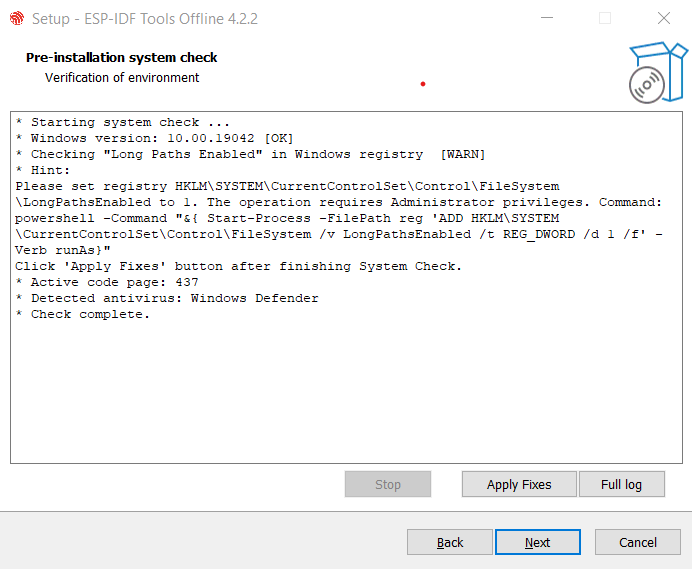 Setup - ESP-IDF Tools Offline 4.2.2
Pre-installation system check
Verification of environment
* Starting system check ...
* Windows version: 10.00.19042 [OK]
* Checking "Long Paths Enabled" in Windows registry  [WARN]
* Hint:
Please set registry HKLM\SYSTEM\CurrentControlSet\Control\FileSystem
\LongPathsEnabled to 1. The operation requires Administrator privileges. Command:
powershell -Command "&{ Start-Process -FilePath reg 'ADD HKLM\SYSTEM
\CurrentControlSet\Control\FileSystem /v LongPathsEnabled /t REG_DWORD /d 1 /f' -
Verb runAs}"
Click 'Apply Fixes' button after finishing System Check.
* Active code page: 437
* Detected antivirus: Windows Defender
* Check complete.
Stop
Apply Fixes
Full log
Back
Next
Cancel